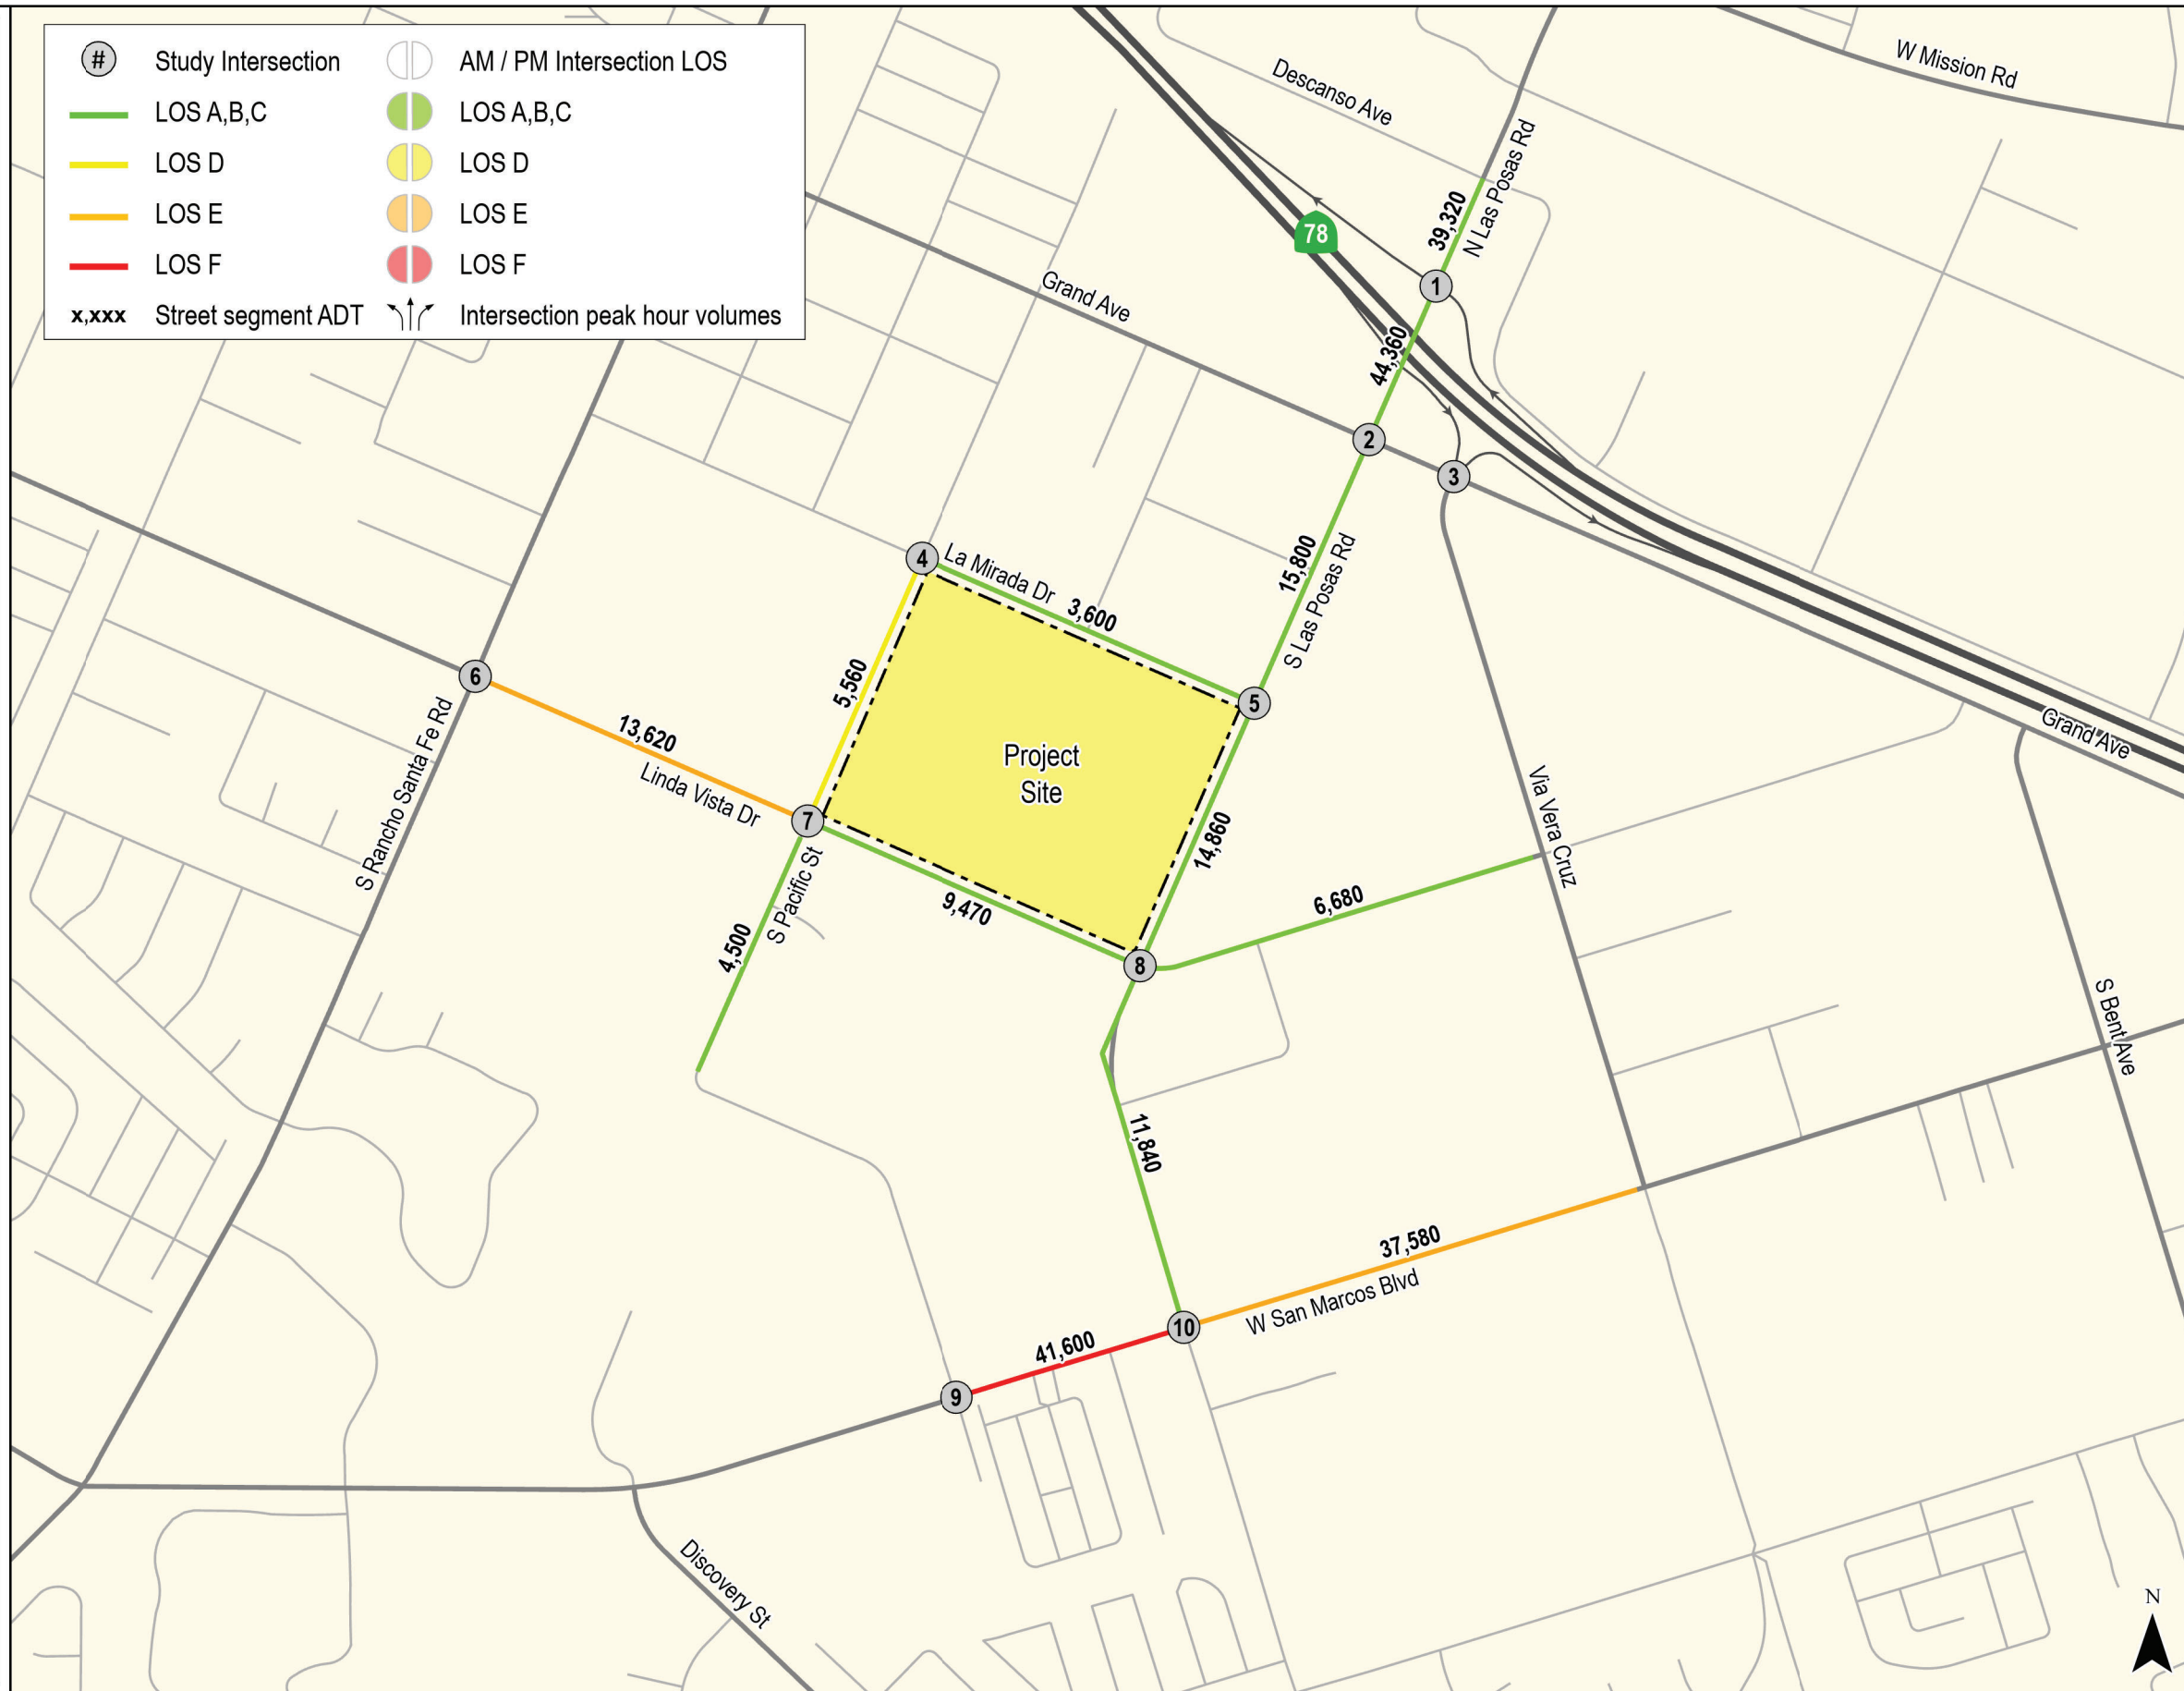 # Study Intersection
AM / PM Intersection LOS
LOS A,B,C
LOS A,B,C
LOS D
LOS D
LOS E
LOS E
LOS F
LOS F
x,xxx Street segment ADT
Intersection peak hour volumes
W Mission Rd
Descanso Ave
N Las Posas Rd
39,320
78
1
Grand Ave
44,360
2
3
15,800
S Las Posas Rd
4
La Mirada Dr
3,600
5,560
5
6
13,620
Linda Vista Dr
S Rancho Santa Fe Rd
Project
Site
Grand Ave
7
14,860
Via Vera Cruz
S Pacific St
9,470
6,680
4,500
8
S Bent Ave
11,840
37,580
W San Marcos Blvd
10
41,600
9
Discovery St
N